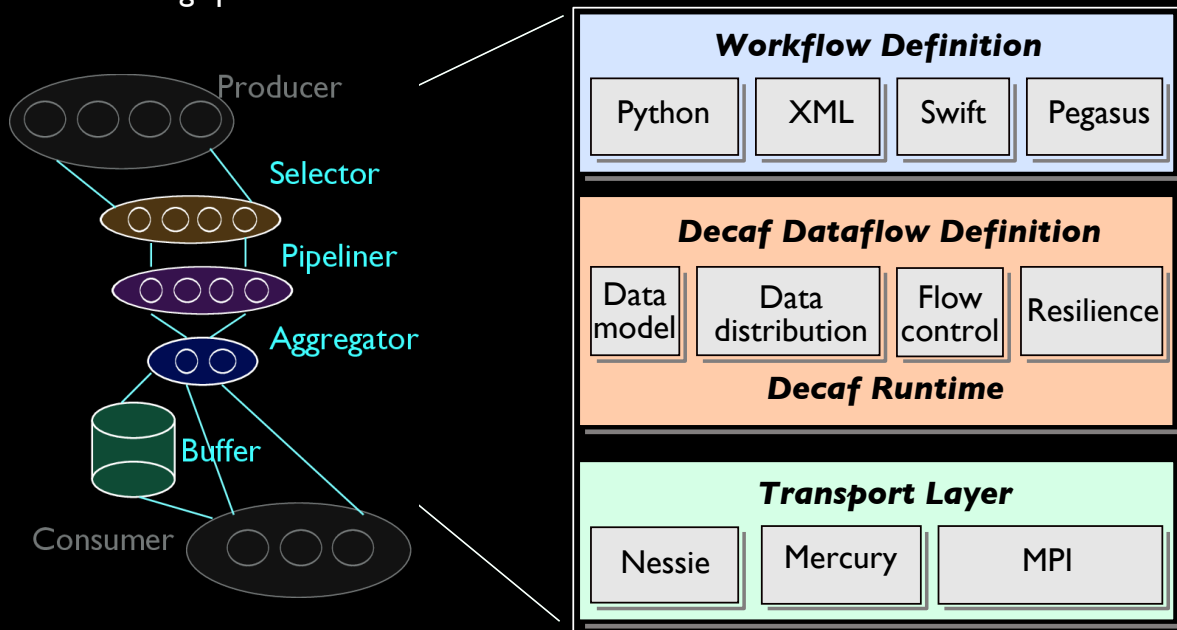 Producer
Selector
Pipeliner
Aggregator
Buffer
Consumer
Workflow Definition
Python
XML
Swift
Pegasus
Decaf Dataflow Definition
Data
model
Data
distribution
Flow
control
Resilience
Decaf Runtime
Transport Layer
Nessie
Mercury
MPI